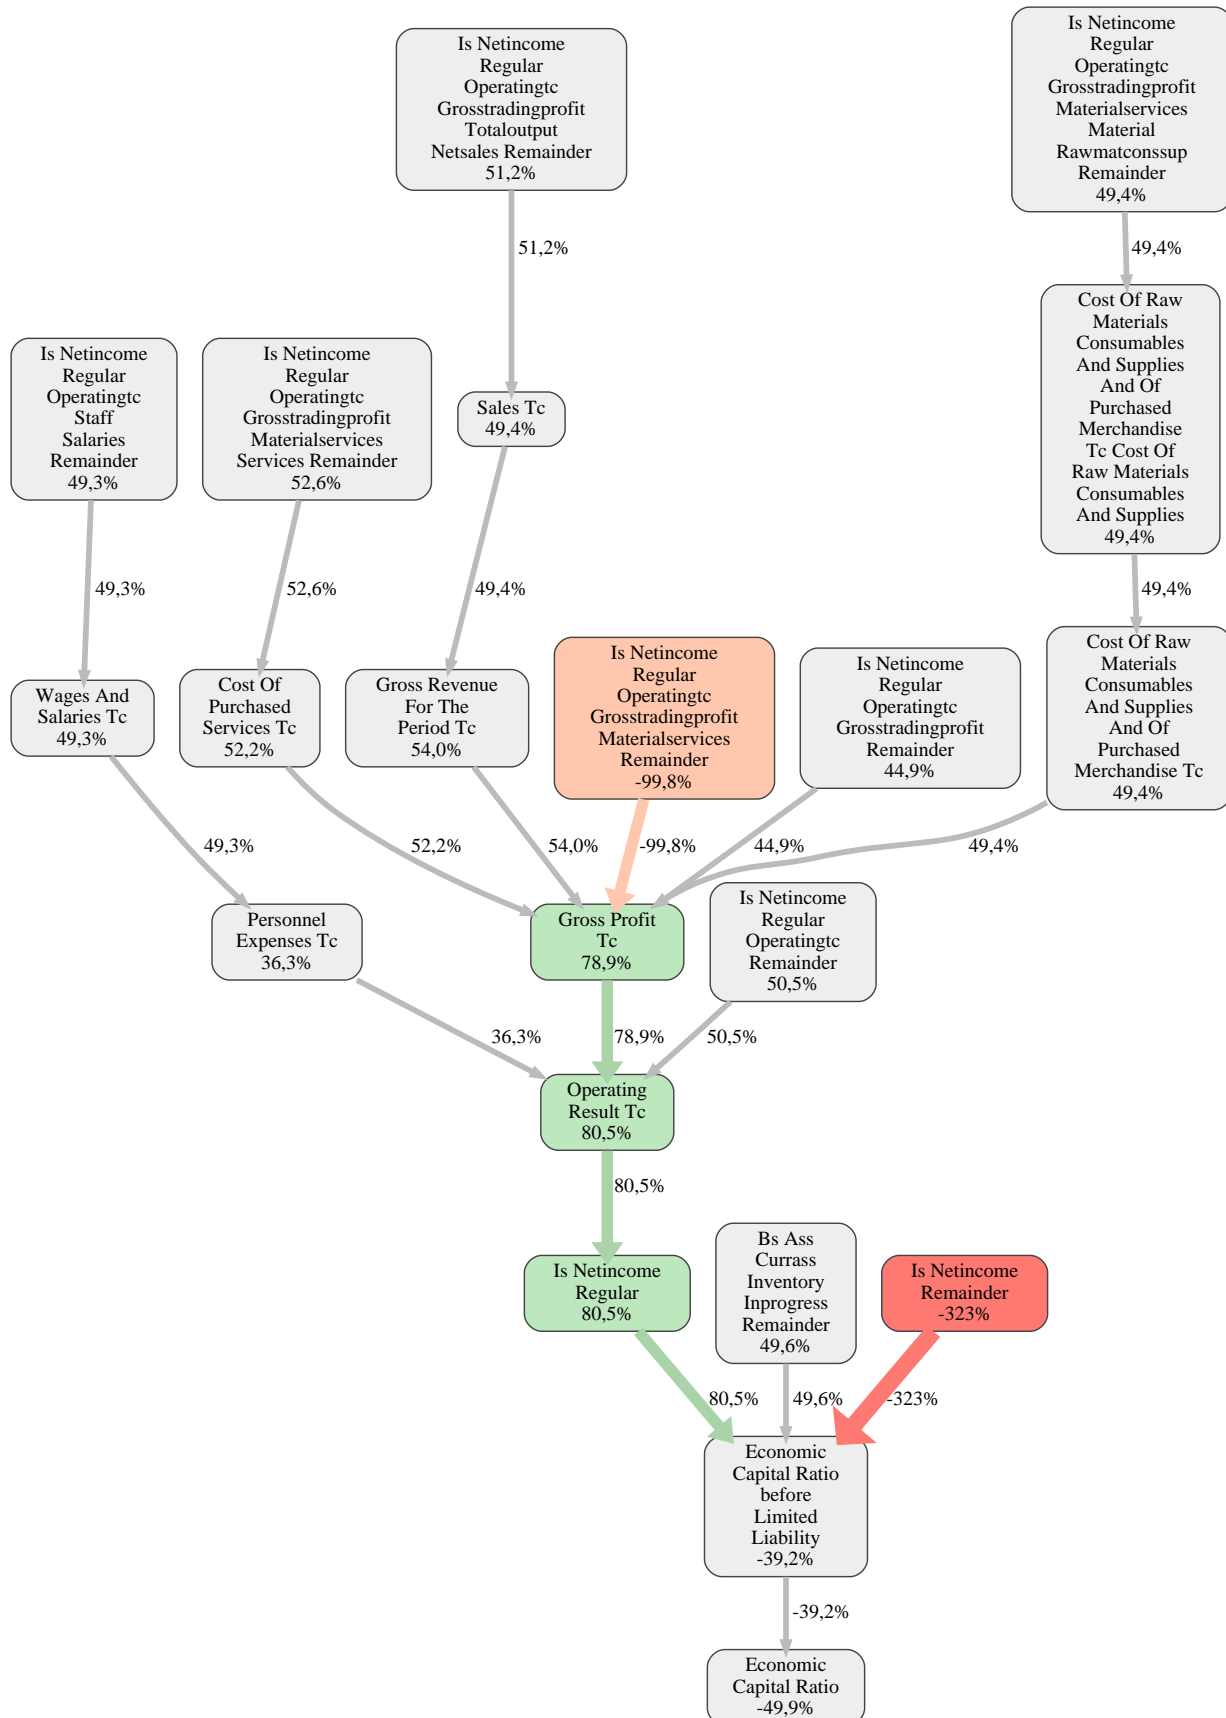 Is Netincome
Regular
Operatingtc
Grosstradingprofit
Totaloutput
Netsales Remainder
51,2%
Is Netincome
Regular
Operatingtc
Grosstradingprofit
Materialservices
Material
Rawmatconssup
Remainder
49,4%
51,2%
49,4%
Is Netincome
Regular
Operatingtc
Staff
Salaries
Remainder
49,3%
Is Netincome
Regular
Operatingtc
Grosstradingprofit
Materialservices
Services Remainder
52,6%
Sales Tc
49,4%
Cost Of Raw
Materials
Consumables
And Supplies
And Of
Purchased
Merchandise
Tc Cost Of
Raw Materials
Consumables
And Supplies
49,4%
49,3%
52,6%
49,4%
49,4%
Wages And
Salaries Tc
49,3%
Cost Of
Purchased
Services Tc
52,2%
Gross Revenue
For The
Period Tc
54,0%
Is Netincome
Regular
Operatingtc
Grosstradingprofit
Materialservices
Remainder
-99,8%
Is Netincome
Regular
Operatingtc
Grosstradingprofit
Remainder
44,9%
Cost Of Raw
Materials
Consumables
And Supplies
And Of
Purchased
Merchandise Tc
49,4%
49,3%
52,2%
54,0%
-99,8%
44,9%
49,4%
Personnel
Expenses Tc
36,3%
Gross Profit
Tc
78,9%
Is Netincome
Regular
Operatingtc
Remainder
50,5%
36,3%
78,9%
50,5%
Operating
Result Tc
80,5%
80,5%
Is Netincome
Regular
80,5%
Bs Ass
Currass
Inventory
Inprogress
Remainder
49,6%
Is Netincome
Remainder
-323%
80,5%
49,6%
-323%
Economic
Capital Ratio
before
Limited
Liability
-39,2%
-39,2%
Economic
Capital Ratio
-49,9%